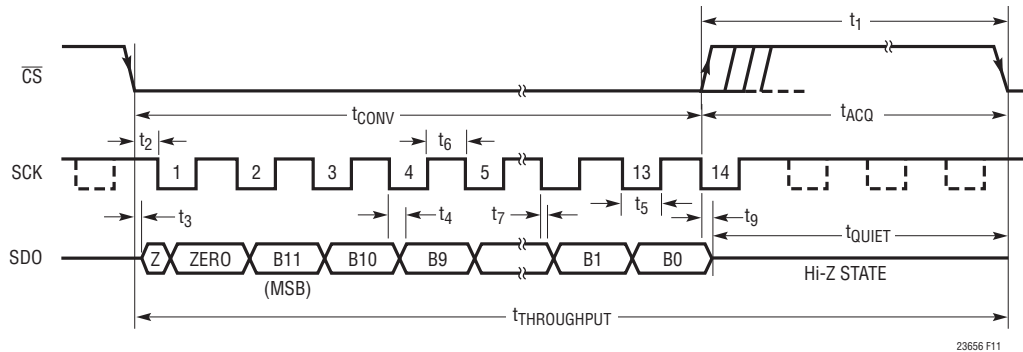 t1
CS
tCONV
tACQ
t2
t6
SCK
1
2
3
4
5
13
14
t3
t4
t7
t5
t9
tQUIET
SDO
Z
ZERO
B11
B10
B9
B1
B0
(MSB)
Hi-Z STATE
tTHROUGHPUT
23656 F11